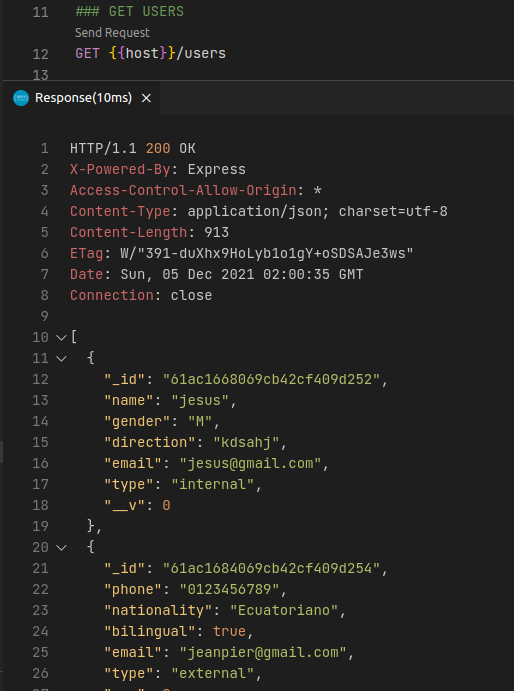 11 ### GET USERS
Send Request
12 GET {{host}}/users
13
Response(10ms) ×
1 HTTP/1.1 200 OK
2 X-Powered-By: Express
3 Access-Control-Allow-Origin: *
4 Content-Type: application/json; charset=utf-8
5 Content-Length: 913
6 ETag: W/"391-duXhx9HoLyb1o1gY+oSDSAJe3ws"
7 Date: Sun, 05 Dec 2021 02:00:35 GMT
8 Connection: close
9
10 [
11 {
12 "_id": "61ac1668069cb42cf409d252",
13 "name": "jesus",
14 "gender": "M",
15 "direction": "kdsahj",
16 "email": "jesus@gmail.com",
17 "type": "internal",
18 "__v": 0
19 },
20 {
21 "_id": "61ac1684069cb42cf409d254",
22 "phone": "0123456789",
23 "nationality": "Ecuatoriano",
24 "bilingual": true,
25 "email": "jeanpier@gmail.com",
26 "type": "external",